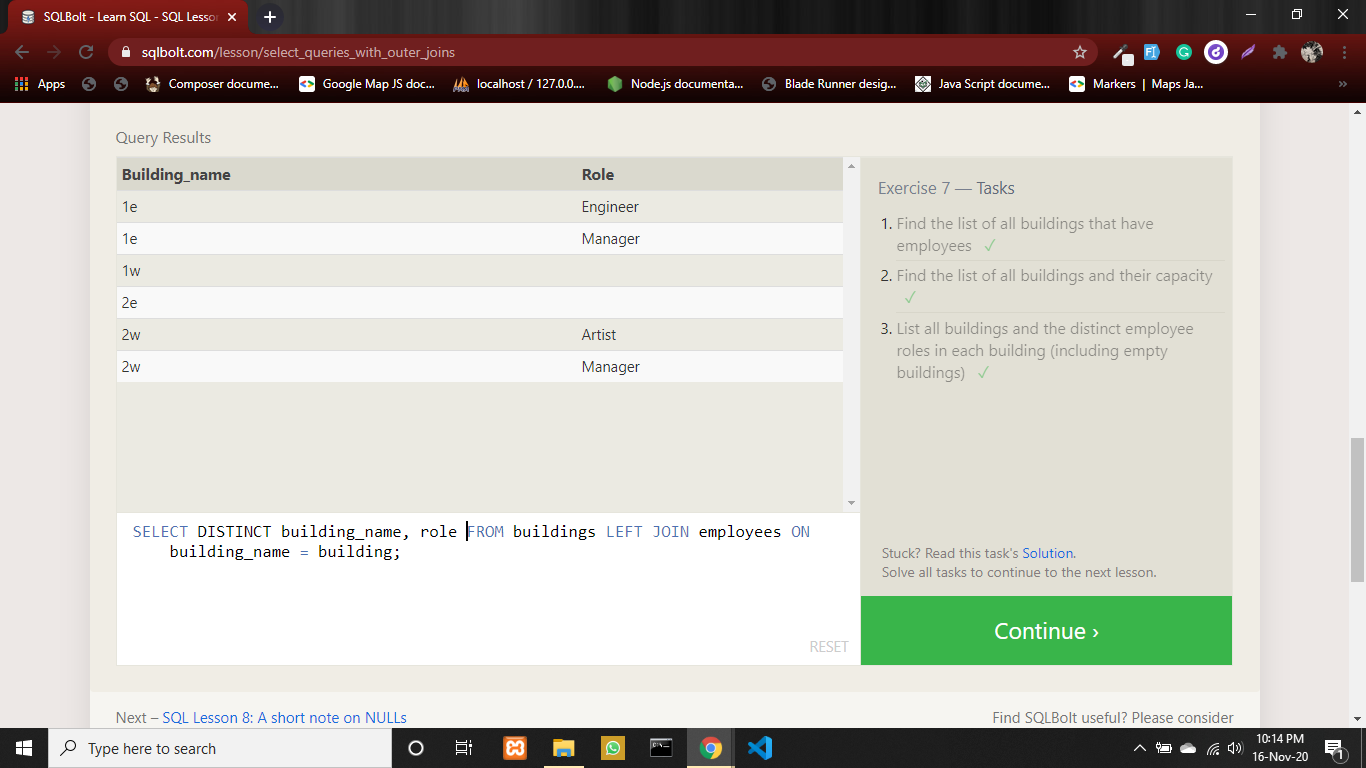 SQLBolt - Learn SQL - SQL Lesson
sqlbolt.com/lesson/select_queries_with_outer_joins
Apps
Composer docume...
Google Map JS doc...
localhost / 127.0.0....
Node.js documenta...
Blade Runner desig...
Java Script docume...
Markers | Maps Ja...
»
Query Results
Building_name Role
1e Engineer
1e Manager
1w
2e
2w Artist
2w Manager
SELECT DISTINCT building_name, role FROM buildings LEFT JOIN employees ON
building_name = building;
RESET
Exercise 7 — Tasks
1. Find the list of all buildings that have
employees ✓
2. Find the list of all buildings and their capacity
✓
3. List all buildings and the distinct employee
roles in each building (including empty
buildings) ✓
Stuck? Read this task's Solution.
Solve all tasks to continue to the next lesson.
Continue ›
Next – SQL Lesson 8: A short note on NULLs
Find SQLBolt useful? Please consider
Type here to search
10:14 PM
16-Nov-20
1